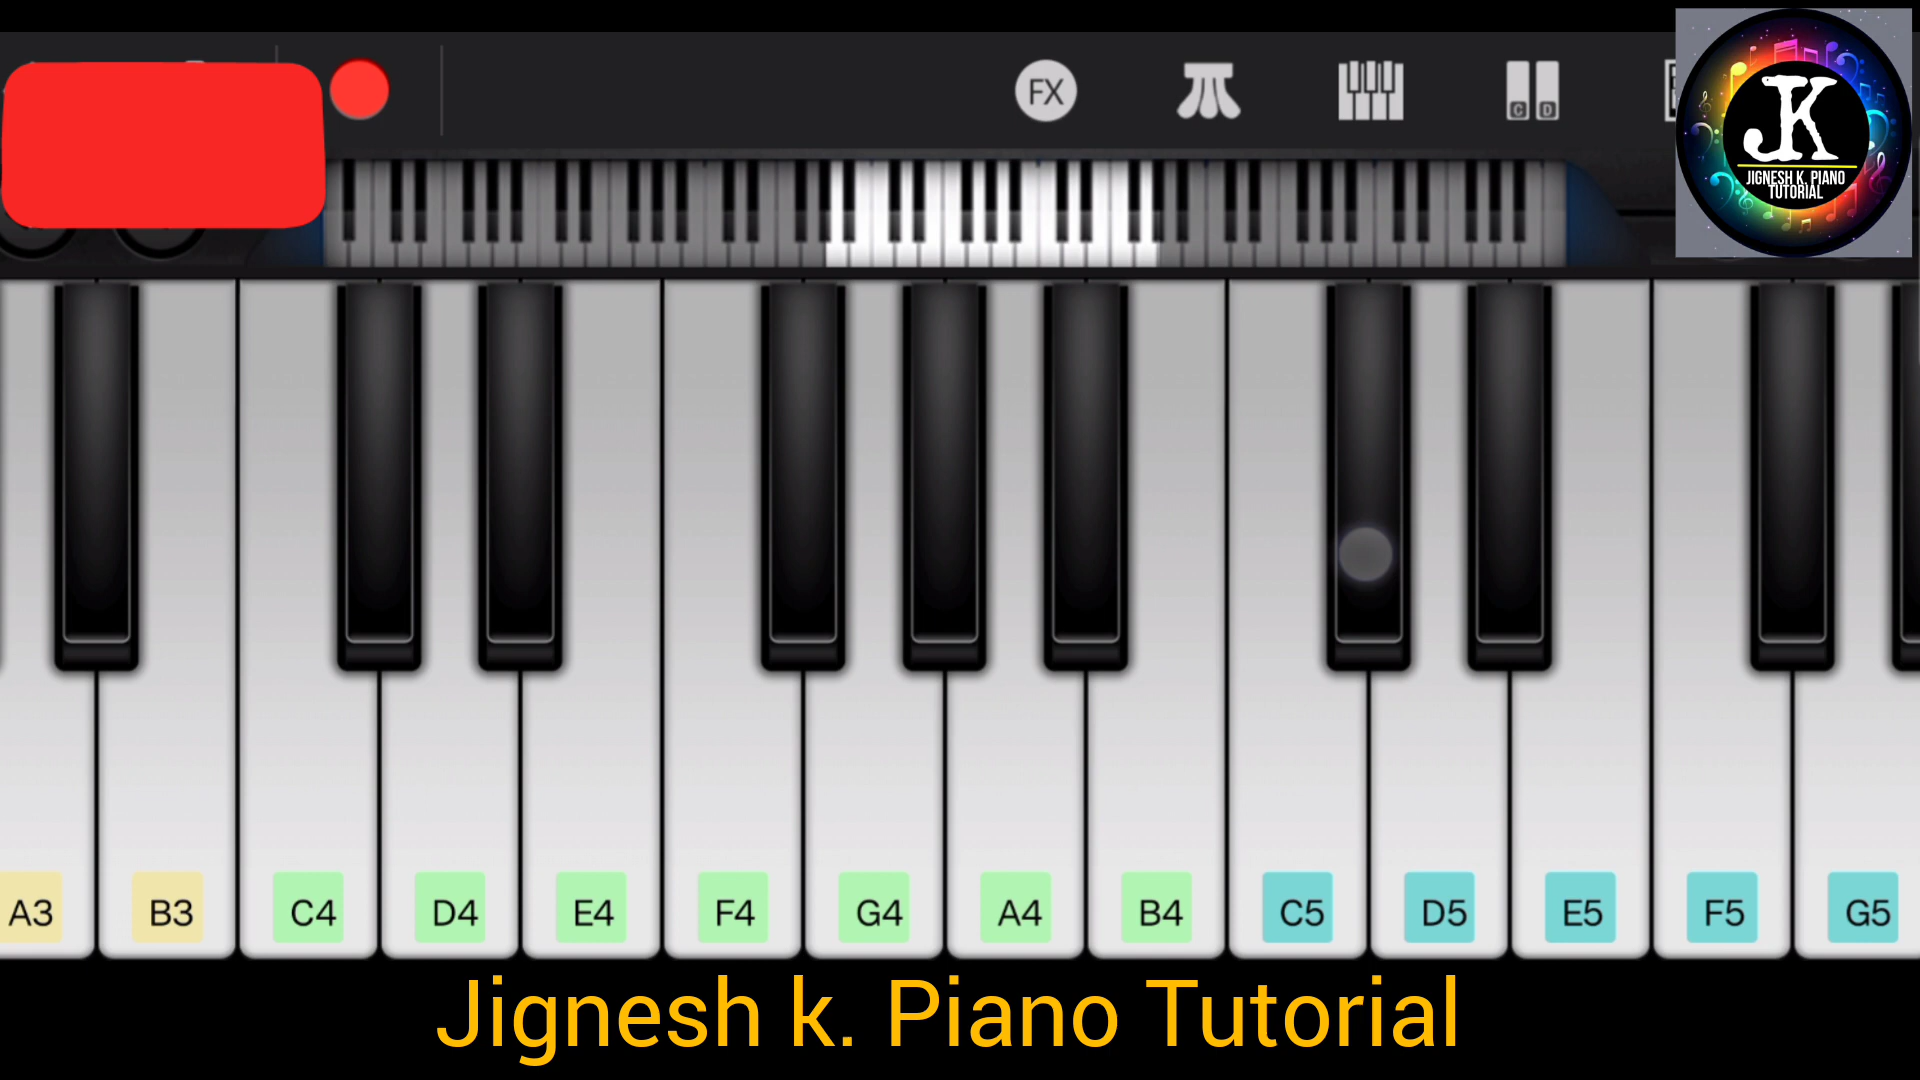 FX
C D
JK
JIGNESH K. PIANO
TUTORIAL
A3 B3 C4 D4 E4 F4 G4 A4 B4 C5 D5 E5 F5 G5
Jignesh k. Piano Tutorial